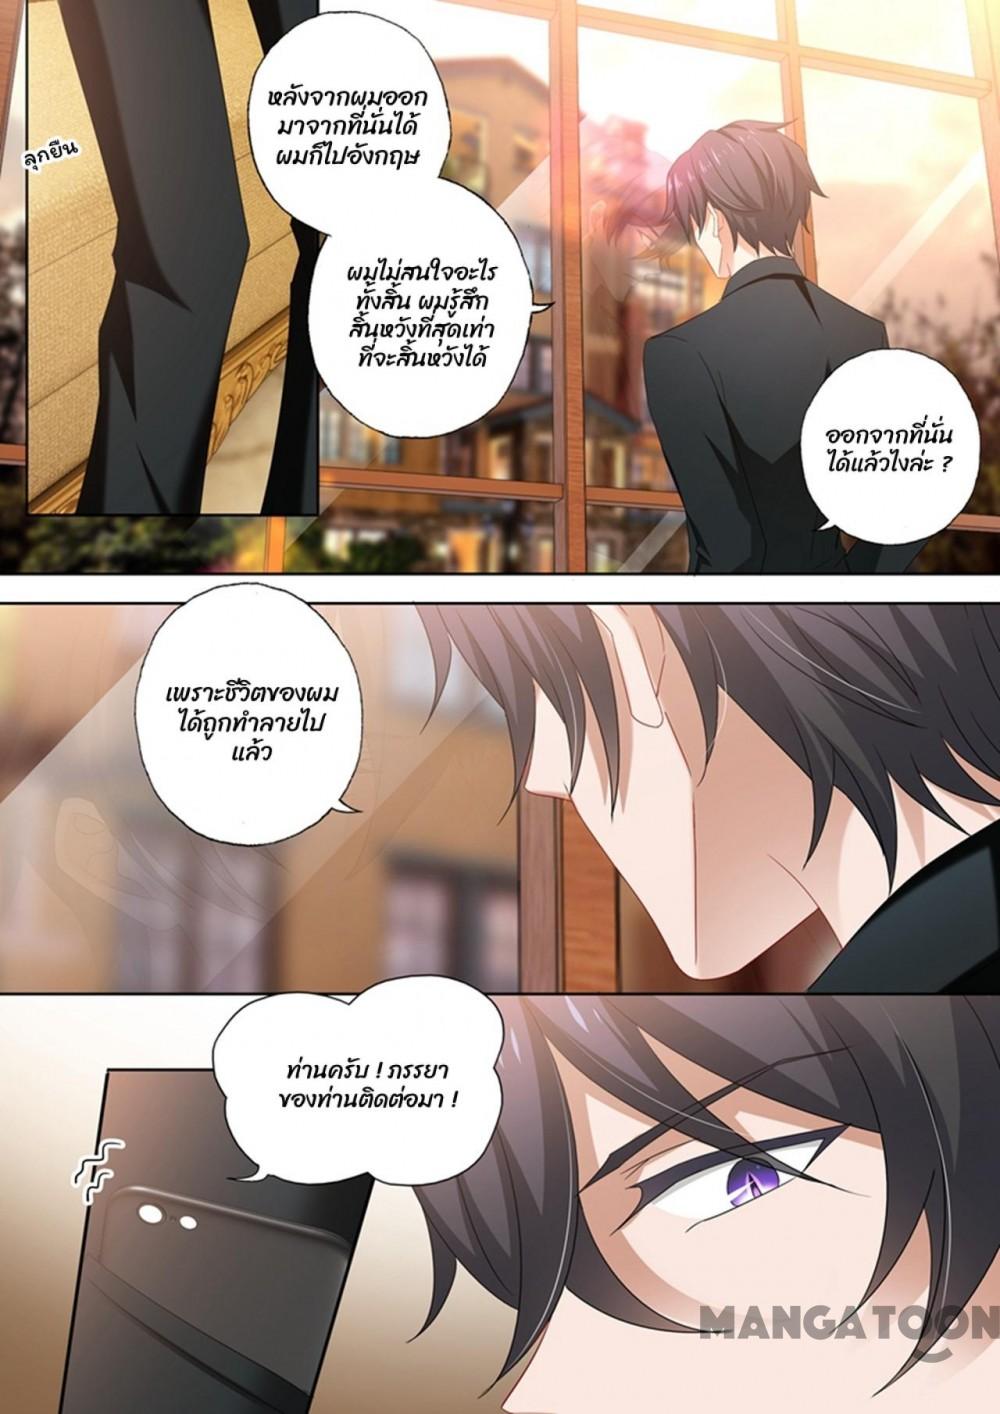 ลุกยืน
หลังจากผมออก
มาจากที่นั่นได้
ผมก็ไปอังกฤษ
ผมไม่สนใจอะไร
ทั้งสิ้น ผมรู้สึก
สิ้นหวังที่สุดเท่า
ที่จะสิ้นหวังได้
ออกจากที่นั่น
ได้แล้วไงล่ะ ?
เพราะชีวิตของผม
ได้ถูกทำลายไป
แล้ว
ท่านครับ ! ภรรยา
ของท่านติดต่อมา !
MANGATOON